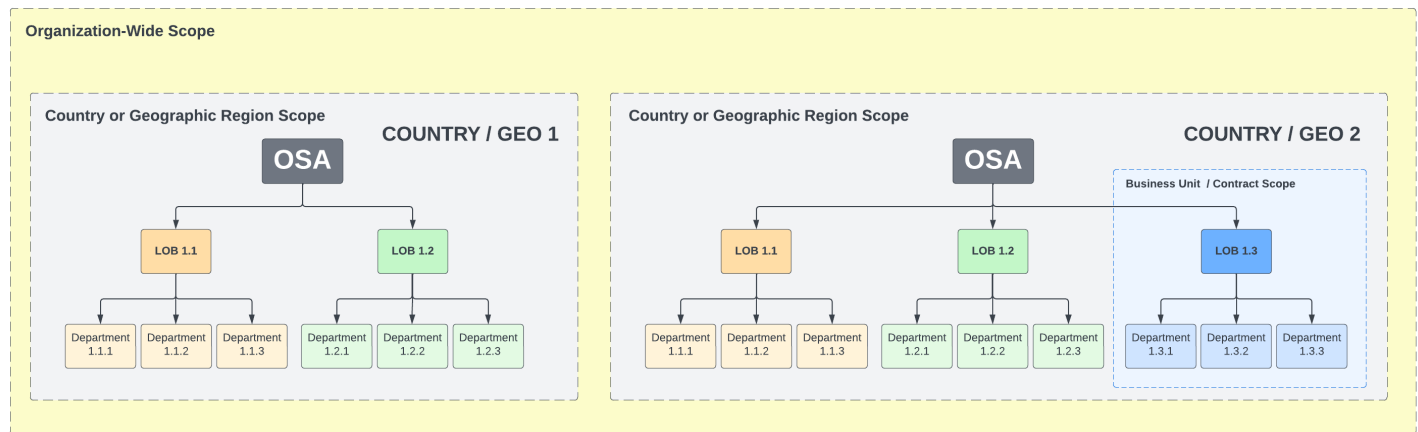 Organization-Wide Scope
Country or Geographic Region Scope
COUNTRY / GEO 1
OSA
LOB 1.1
LOB 1.2
Department
1.1.1
Department
1.1.2
Department
1.1.3
Department
1.2.1
Department
1.2.2
Department
1.2.3
Country or Geographic Region Scope
COUNTRY / GEO 2
OSA
Business Unit / Contract Scope
LOB 1.1
LOB 1.2
LOB 1.3
Department
1.1.1
Department
1.1.2
Department
1.1.3
Department
1.2.1
Department
1.2.2
Department
1.2.3
Department
1.3.1
Department
1.3.2
Department
1.3.3